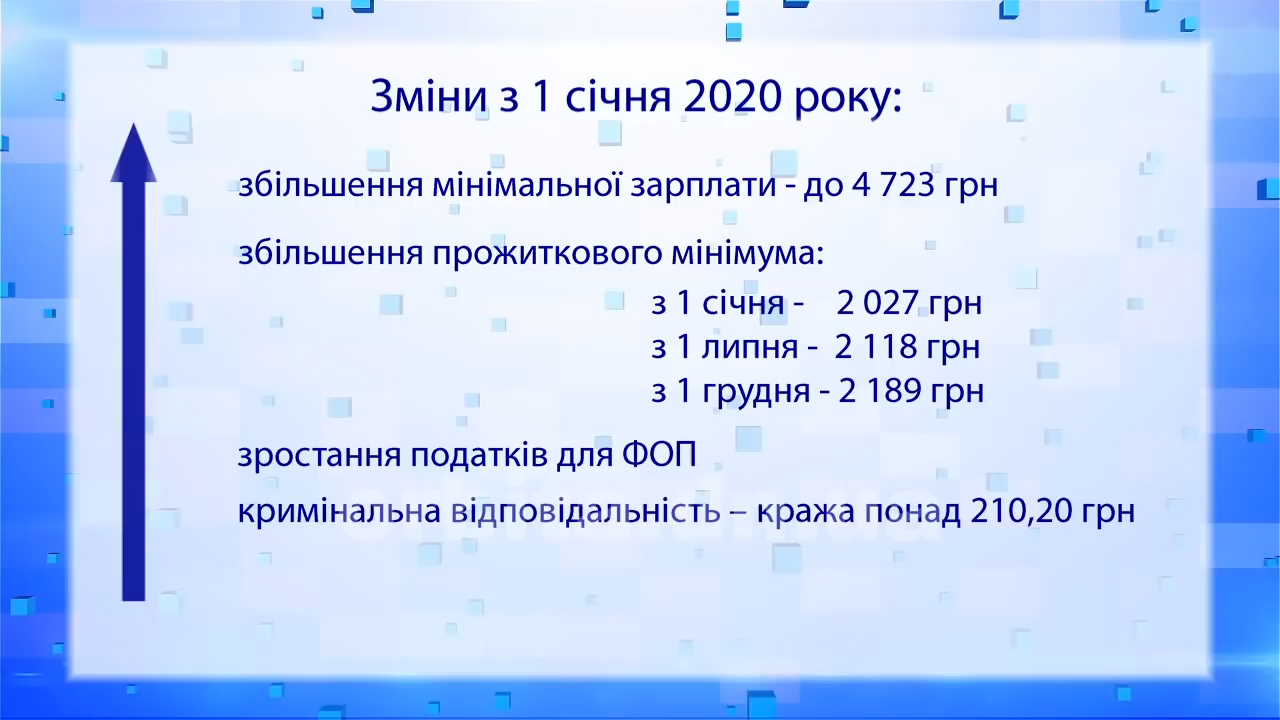 Зміни з 1 січня 2020 року:
збільшення мінімальної зарплати - до 4 723 грн
збільшення прожиткового мінімума:
з 1 січня - 2 027 грн
з 1 липня - 2 118 грн
з 1 грудня - 2 189 грн
зростання податків для ФОП
кримінальна відповідальність – кража понад 210,20 грн